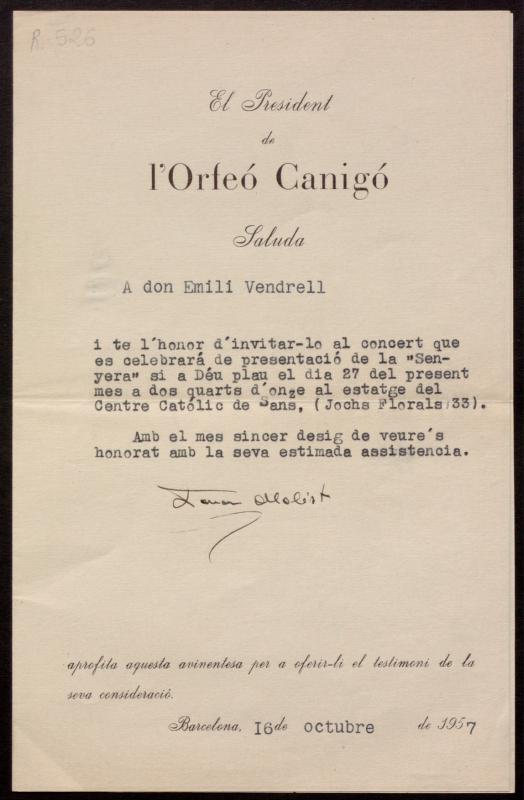 R. 526
El President
de
l'Orfeó Canigó
Saluda
A don Emili Vendrell
i te l'honor d'invitar-lo al concert que
es celebrará de presentació de la "Sen-
yera" si a Déu plau el dia 27 del present
mes a dos quarts d'onze al estatge del
Centre Catòlic de Sans, (Jochs Florals 33).
Amb el mes sincer desig de veure's
honorat amb la seva estimada assistencia.
aprofita aquesta avinentesa per a oferir-li el testimoni de la
seva consideració.
Barcelona, 16 de octubre de 1957